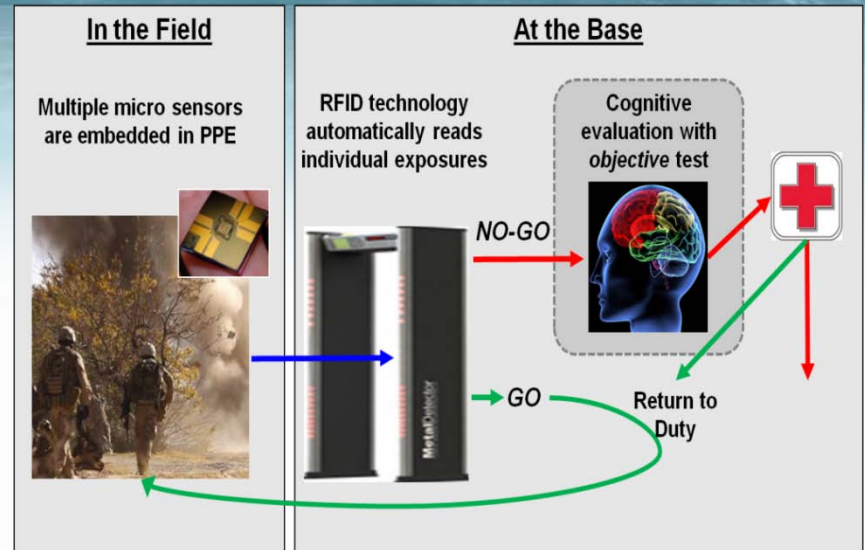 In the Field
Multiple micro sensors
are embedded in PPE
At the Base
RFID technology
automatically reads
individual exposures
Cognitive
evaluation with
objective test
NO-GO
GO
Return to
Duty
MetalDetector